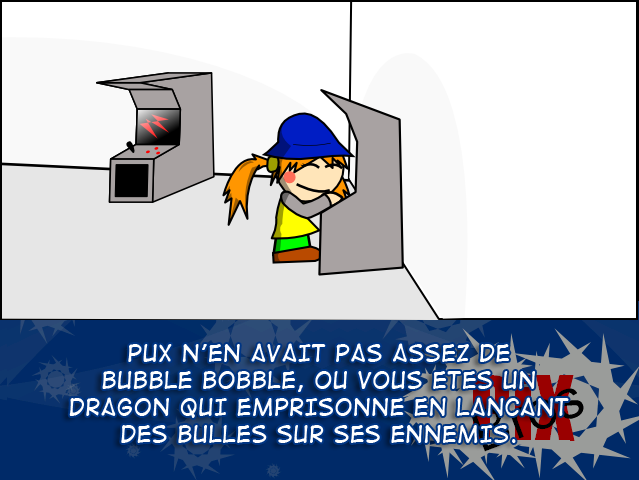 PUX N'EN AVAIT PAS ASSEZ DE
BUBBLE BOBBLE, OU VOUS ETES UN
DRAGON QUI EMPRISONNE EN LANCANT
DES BULLES SUR SES ENNEMIS.